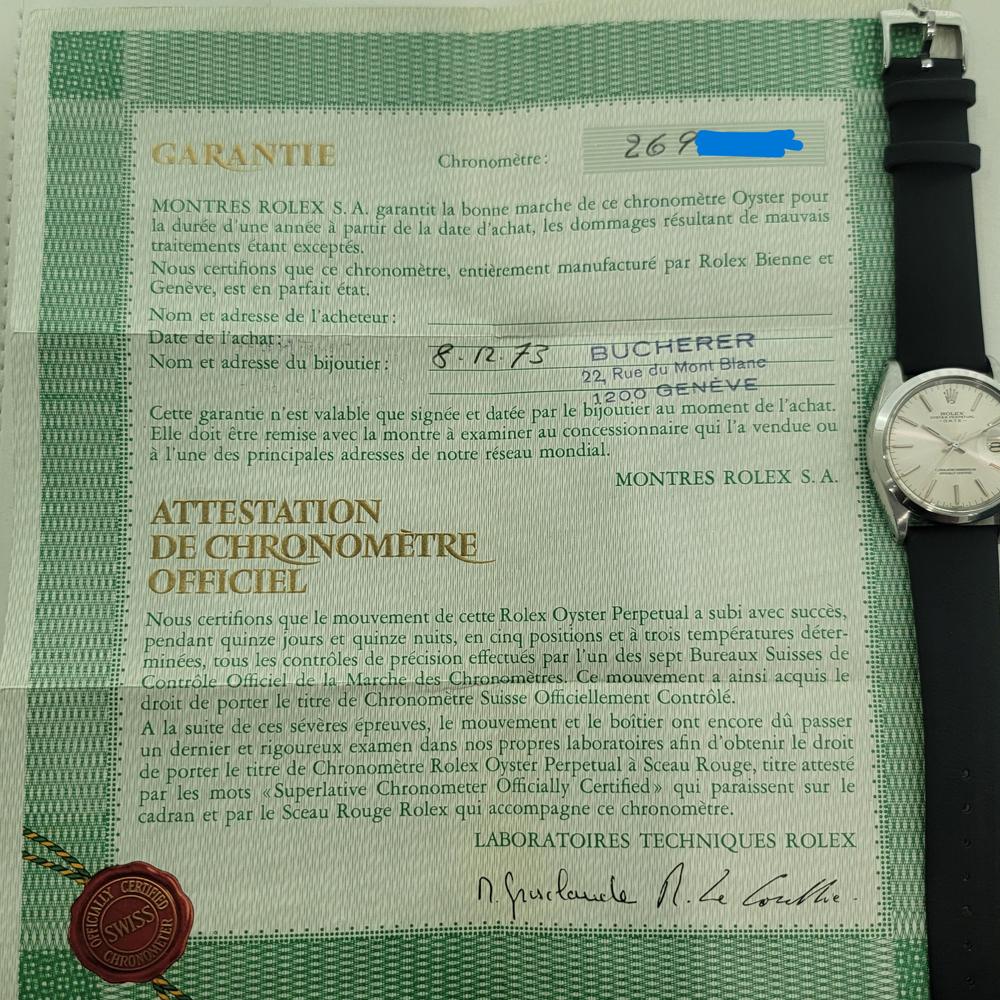 GARANTIE
Chronomètre: 269
MONTRES ROLEX S. A. garantit la bonne marche de ce chronomètre Oyster pour
la durée d'une année à partir de la date d'achat, les dommages résultant de mauvais
traitements étant exceptés.
Nous certifions que ce chronomètre, entièrement manufacturé par Rolex Bienne et
Genève, est en parfait état.
Nom et adresse de l'acheteur:
Date de l'achat:
8·12.73
Nom et adresse du bijoutier:
BUCHERER
22, Rue du Mont Blanc
1200 GENÈVE
Cette garantie n'est valable que signée et datée par le bijoutier au moment de l'achat.
Elle doit être remise avec la montre à examiner au concessionnaire qui l'a vendue ou
à l'une des principales adresses de notre réseau mondial.
MONTRES ROLEX S. A.
ATTESTATION
DE CHRONOMÈTRE
OFFICIEL
Nous certifions que le mouvement de cette Rolex Oyster Perpetual a subi avec succès,
pendant quinze jours et quinze nuits, en cinq positions et à trois températures déter-
minées, tous les contrôles de précision effectués par l'un des sept Bureaux Suisses de
Contrôle Officiel de la Marche des Chronomètres. Ce mouvement a ainsi acquis le
droit de porter le titre de Chronomètre Suisse Officiellement Contrôlé.
A la suite de ces sévères épreuves, le mouvement et le boîtier ont encore dû passer
un dernier et rigoureux examen dans nos propres laboratoires afin d'obtenir le droit
de porter le titre de Chronomètre Rolex Oyster Perpetual à Sceau Rouge, titre attesté
par les mots «Superlative Chronometer Officially Certified» qui paraissent sur le
cadran et par le Sceau Rouge Rolex qui accompagne ce chronomètre.
LABORATOIRES TECHNIQUES ROLEX
OFFICIALLY CERTIFIED
SWISS
CHRONOMETER
ROLEX
OYSTER PERPETUAL
DATE